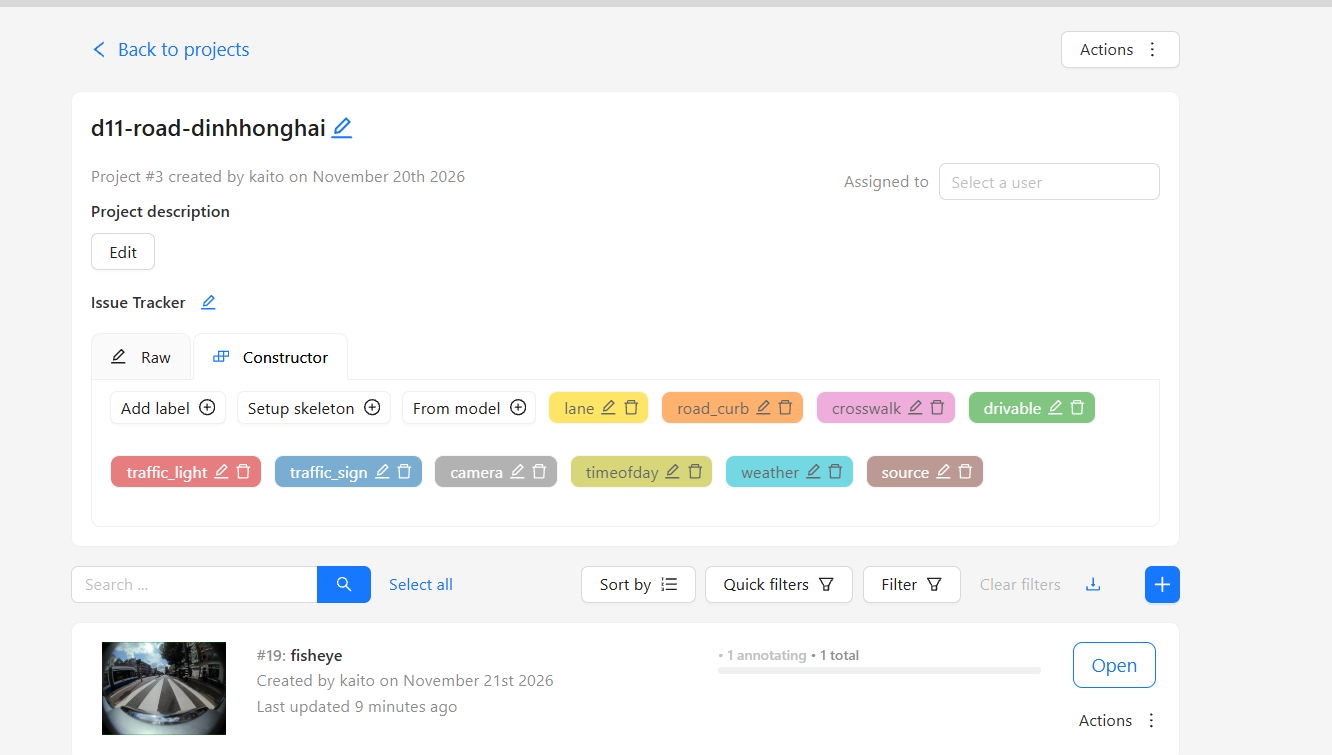 Back to projects
Actions
d11-road-dinhhonghai
Project #3 created by kaito on November 20th 2026
Assigned to
Select a user
Project description
Edit
Issue Tracker
Raw
Constructor
Add label
Setup skeleton
From model
lane
road_curb
crosswalk
drivable
traffic_light
traffic_sign
camera
timeofday
weather
source
Search ...
Select all
Sort by
Quick filters
Filter
Clear filters
#19: fisheye
• 1 annotating • 1 total
Open
Created by kaito on November 21st 2026
Last updated 9 minutes ago
Actions